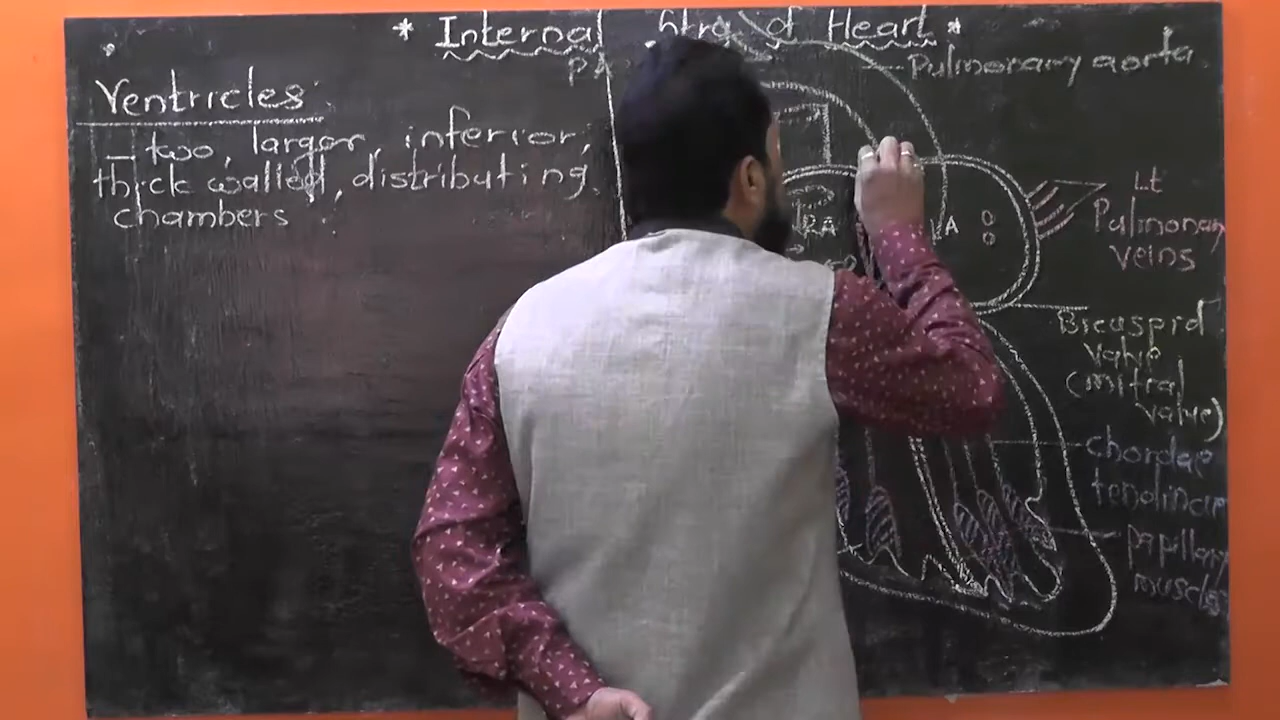 * Internal Strc. of Heart *
Ventricles
– two, larger, inferior,
thick walled, distributing
chambers
Pulmonary aorta
RA
Lt
Pulmonary
veins
Bicuspid
valve
(mitral
valve)
chordae
tendinae
papillary
muscles